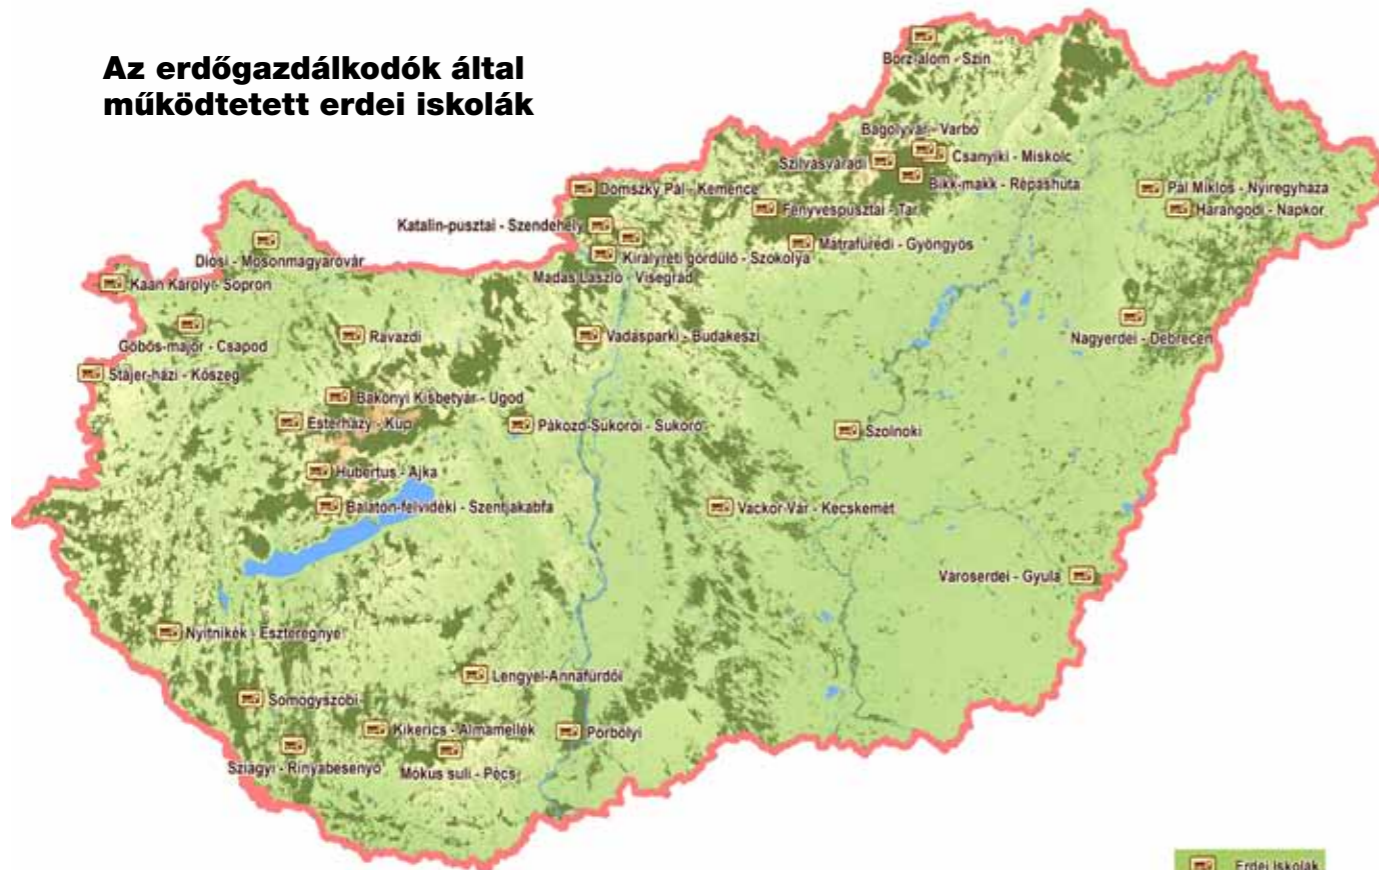 Az erdőgazdálkodók által
működtetett erdei iskolák
Borz-alom - Szin
Bagolyvár - Varbó
Csanyiki - Miskolc
Szilvásváradi
Bikk-makk - Répáshuta
Domszky Pál - Kemence
Pál Miklós - Nyíregyháza
Fenyvespusztai - Tar
Harangodi - Napkor
Katalin-pusztai - Szendehely
Diósi - Mosonmagyaróvár
Mátrafüredi - Gyöngyös
Királyréti gördülő - Szokolya
Madas László - Visegrád
Kaán Károly - Sopron
Göbös-major - Csapod
Ravazdi
Vadásparki - Budakeszi
Nagyerdei - Debrecen
Stájer-házi - Kőszeg
Bakonyi Kisbetyár - Ugod
Esterházy - Kúp
Pákozd-Sukorói - Sukoró
Szolnoki
Hubertus - Ajka
Balaton-felvidéki - Szentjakabfa
Vackor-Vár - Kecskemét
Városerdei - Gyula
Nyitnikék - Eszteregnye
Lengyel-Annafürdői
Somogyszobi
Kikerics - Almamellék
Pörbölyi
Sziágyi - Rinyabesenyő
Mókus suli - Pécs
Erdei Iskolák